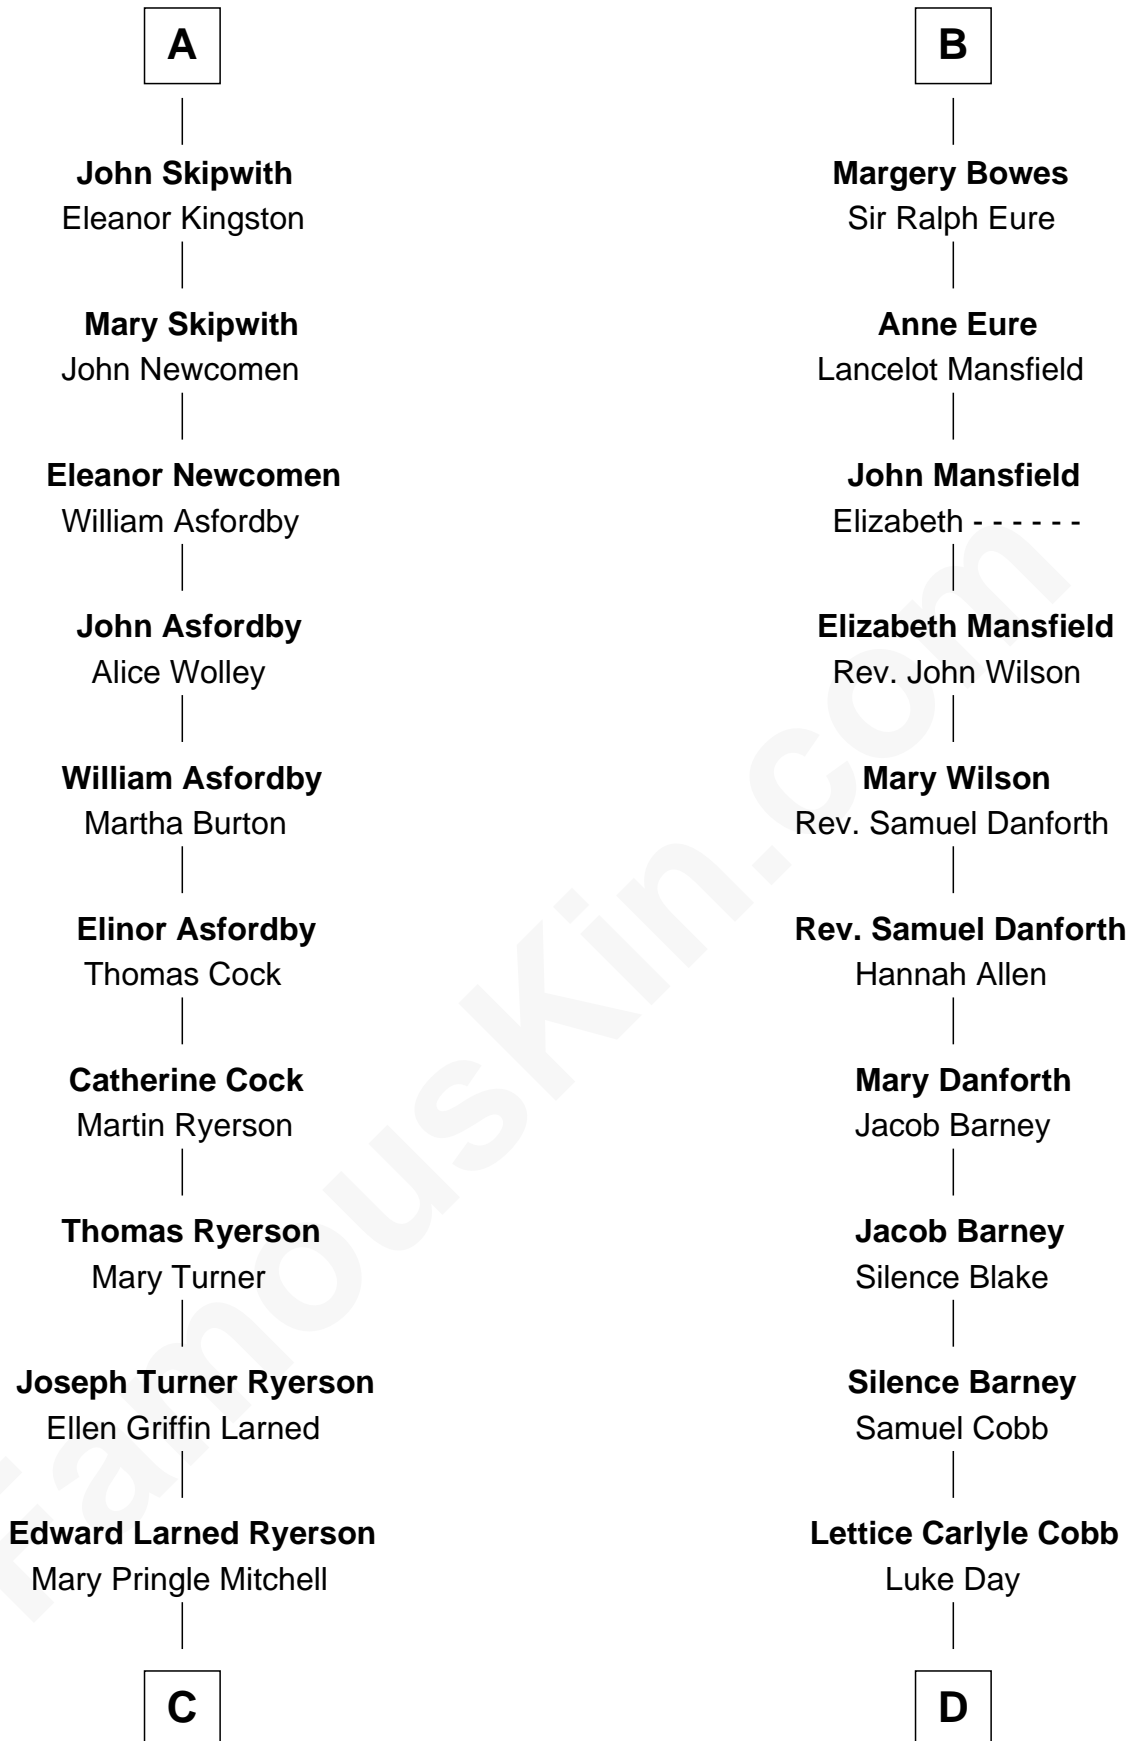 A
John Skipwith
Eleanor Kingston
Mary Skipwith
John Newcomen
Eleanor Newcomen
William Asfordby
John Asfordby
Alice Wolley
William Asfordby
Martha Burton
Elinor Asfordby
Thomas Cock
Catherine Cock
Martin Ryerson
Thomas Ryerson
Mary Turner
Joseph Turner Ryerson
Ellen Griffin Larned
Edward Larned Ryerson
Mary Pringle Mitchell
C
B
Margery Bowes
Sir Ralph Eure
Anne Eure
Lancelot Mansfield
John Mansfield
Elizabeth - - - - - -
Elizabeth Mansfield
Rev. John Wilson
Mary Wilson
Rev. Samuel Danforth
Rev. Samuel Danforth
Hannah Allen
Mary Danforth
Jacob Barney
Jacob Barney
Silence Blake
Silence Barney
Samuel Cobb
Lettice Carlyle Cobb
Luke Day
D
FamousKin.com